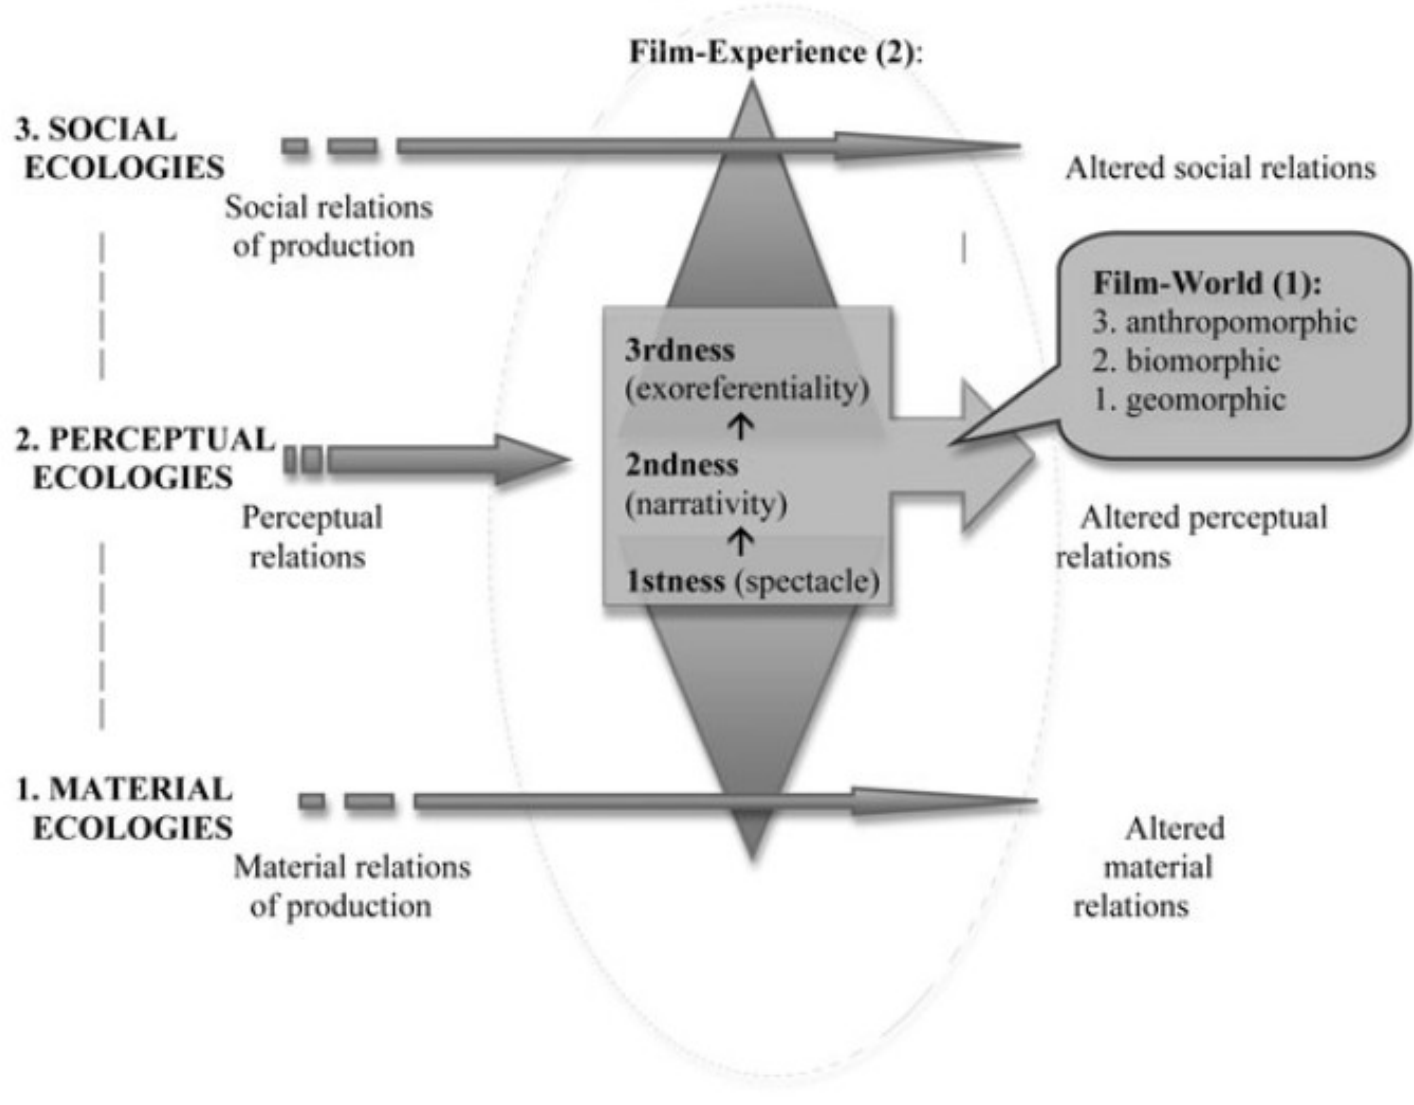 Film-Experience (2):
3. SOCIAL
ECOLOGIES
Social relations
of production
Altered social relations
Film-World (1):
3. anthropomorphic
2. biomorphic
1. geomorphic
3rdness
(exoreferentiality)
2ndness
(narrativity)
1stness (spectacle)
2. PERCEPTUAL
ECOLOGIES
Perceptual
relations
Altered perceptual
relations
1. MATERIAL
ECOLOGIES
Material relations
of production
Altered
material
relations